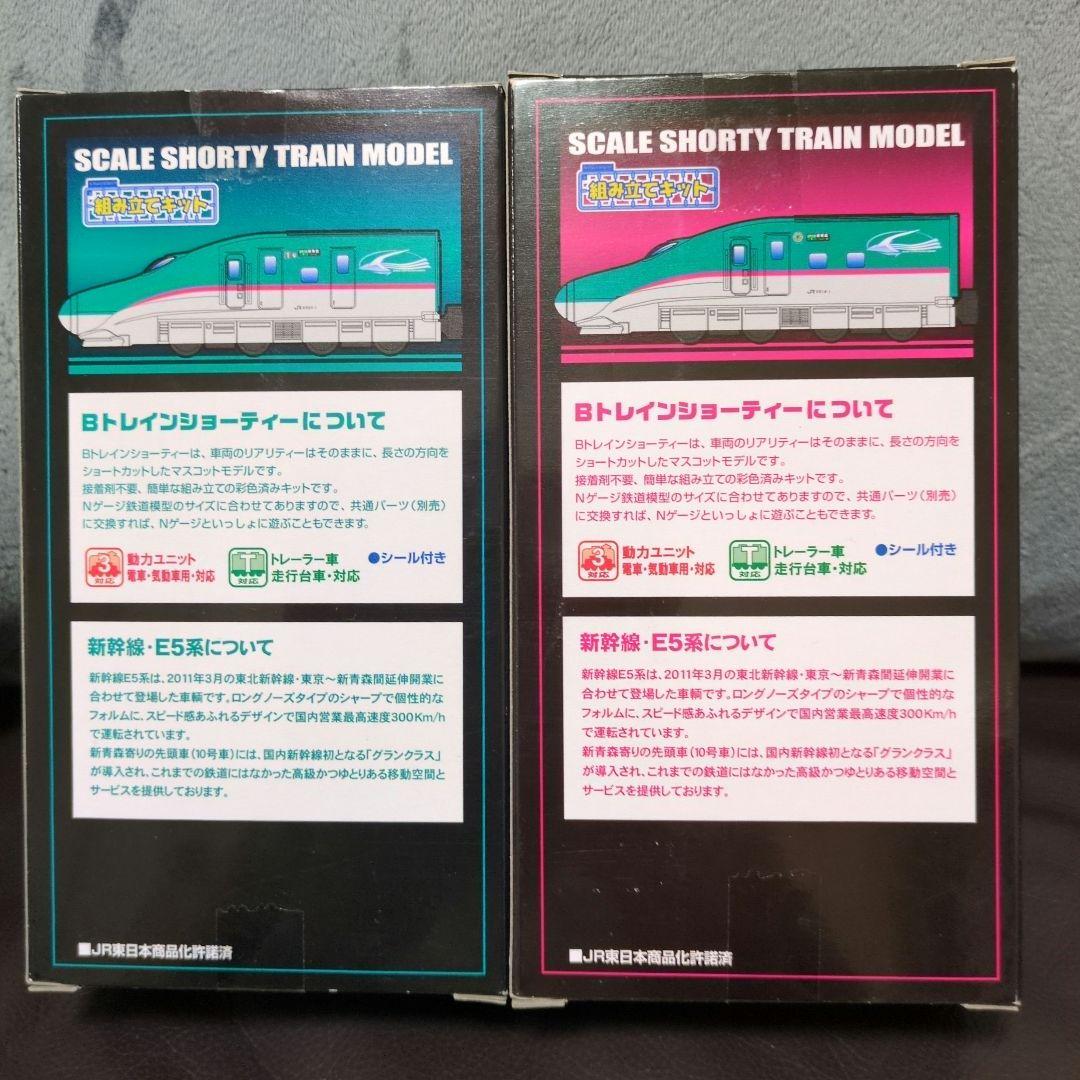 SCALE SHORTY TRAIN MODEL
組み立てキット
Bトレインショーティーについて
Bトレインショーティーは、車両のリアリティーはそのままに、長さの方向を
ショートカットしたマスコットモデルです。
接着剤不要、簡単な組み立ての彩色済みキットです。
Nゲージ鉄道模型のサイズに合わせてありますので、共通パーツ(別売)
に交換すれば、Nゲージといっしょに遊ぶこともできます。
3
対応
動力ユニット
電車・気動車用・対応
T
対応
トレーラー車
走行台車・対応
●シール付き
新幹線・E5系について
新幹線E5系は、2011年3月の東北新幹線・東京〜新青森間延伸開業に
合わせて登場した車輌です。ロングノーズタイプのシャープで個性的な
フォルムに、スピード感あふれるデザインで国内営業最高速度300Km/h
で運転されています。
新青森寄りの先頭車(10号車)には、国内新幹線初となる「グランクラス」
が導入され、これまでの鉄道にはなかった高級かつゆとりある移動空間と
サービスを提供しております。
■JR東日本商品化許諾済
SCALE SHORTY TRAIN MODEL
組み立てキット
Bトレインショーティーについて
Bトレインショーティーは、車両のリアリティーはそのままに、長さの方向を
ショートカットしたマスコットモデルです。
接着剤不要、簡単な組み立ての彩色済みキットです。
Nゲージ鉄道模型のサイズに合わせてありますので、共通パーツ(別売)
に交換すれば、Nゲージといっしょに遊ぶこともできます。
3
対応
動力ユニット
電車・気動車用・対応
T
対応
トレーラー車
走行台車・対応
●シール付き
新幹線・E5系について
新幹線E5系は、2011年3月の東北新幹線・東京〜新青森間延伸開業に
合わせて登場した車輌です。ロングノーズタイプのシャープで個性的な
フォルムに、スピード感あふれるデザインで国内営業最高速度300Km/h
で運転されています。
新青森寄りの先頭車(10号車)には、国内新幹線初となる「グランクラス」
が導入され、これまでの鉄道にはなかった高級かつゆとりある移動空間と
サービスを提供しております。
■JR東日本商品化許諾済